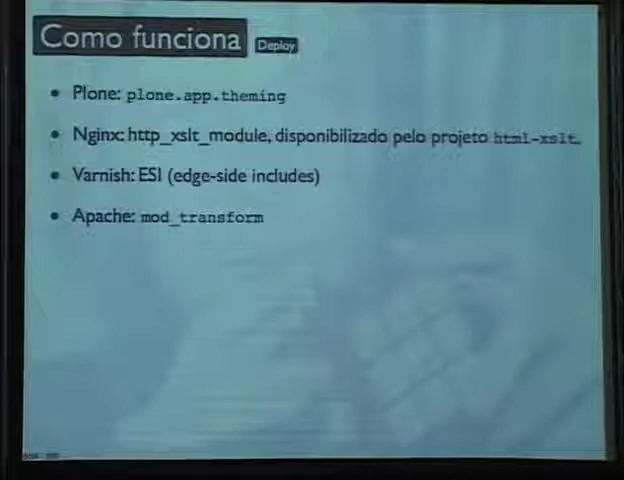 Como funciona Deploy
• Plone: plone.app.theming
• Nginx: http_xslt_module, disponibilizado pelo projeto html-xslt.
• Varnish: ESI (edge-side includes)
• Apache: mod_transform